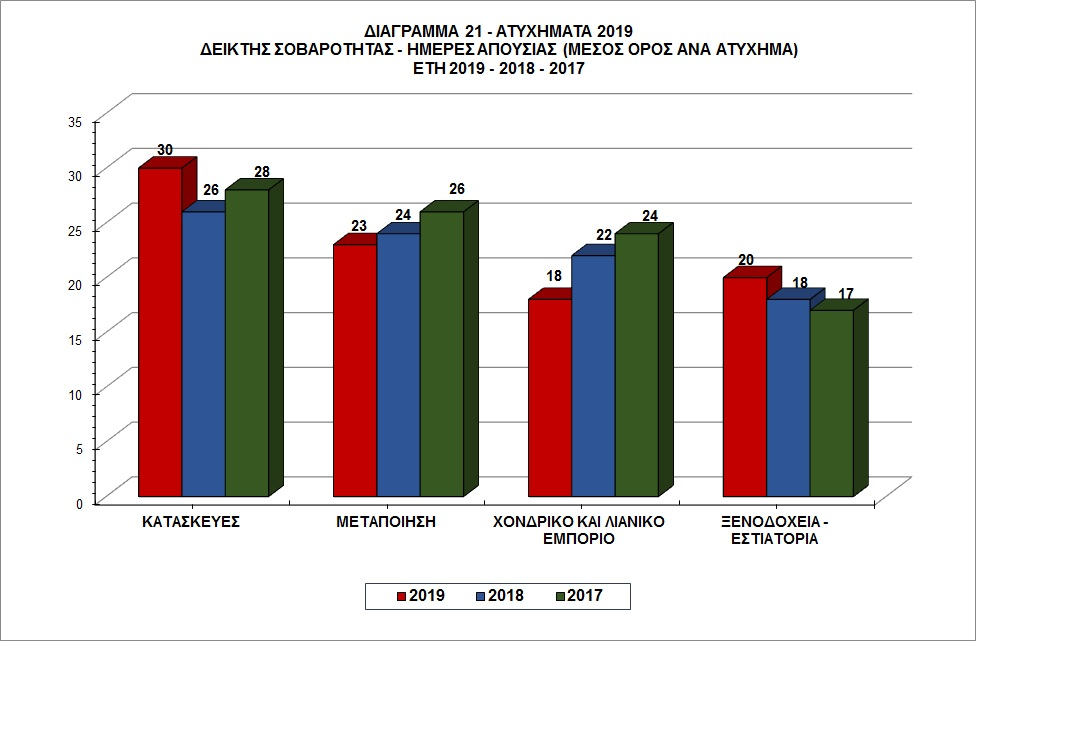 ΔΙΑΓΡΑΜΜΑ 21 - ΑΤΥΧΗΜΑΤΑ 2019
ΔΕΙΚΤΗΣ ΣΟΒΑΡΟΤΗΤΑΣ - ΗΜΕΡΕΣ ΑΠΟΥΣΙΑΣ (ΜΕΣΟΣ ΟΡΟΣ ΑΝΑ ΑΤΥΧΗΜΑ)
ΕΤΗ 2019 - 2018 - 2017
35
30
25
20
15
10
5
0
30
26
28
23
24
26
18
22
24
20
18
17
ΚΑΤΑΣΚΕΥΕΣ
ΜΕΤΑΠΟΙΗΣΗ
ΧΟΝΔΡΙΚΟ ΚΑΙ ΛΙΑΝΙΚΟ
ΕΜΠΟΡΙΟ
ΞΕΝΟΔΟΧΕΙΑ -
ΕΣΤΙΑΤΟΡΙΑ
2019 2018 2017